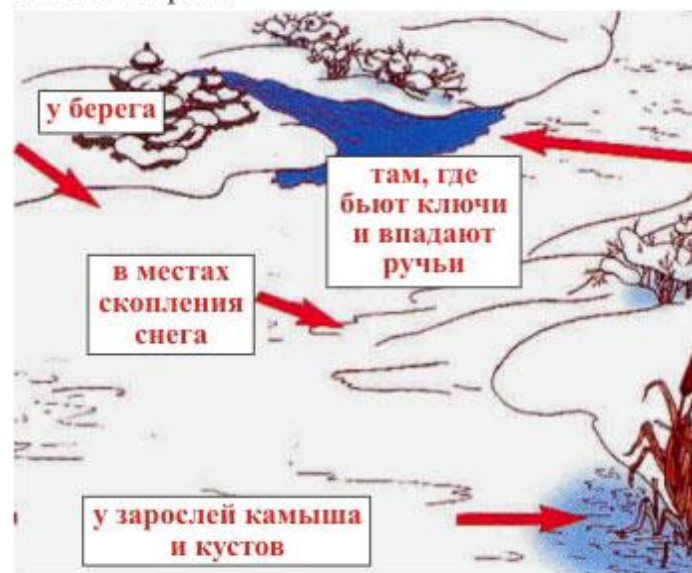 у берега
там, где
бьют ключи
и впадают
ручьи
в местах
скопления
снега
у зарослей камыша
и кустов